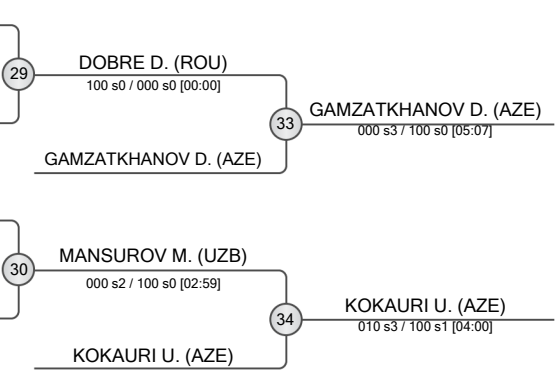 29
DOBRE D. (ROU)
100 s0 / 000 s0 [00:00]
33
GAMZATKHANOV D. (AZE)
000 s3 / 100 s0 [05:07]
GAMZATKHANOV D. (AZE)
30
MANSUROV M. (UZB)
000 s2 / 100 s0 [02:59]
34
KOKAURI U. (AZE)
010 s3 / 100 s1 [04:00]
KOKAURI U. (AZE)